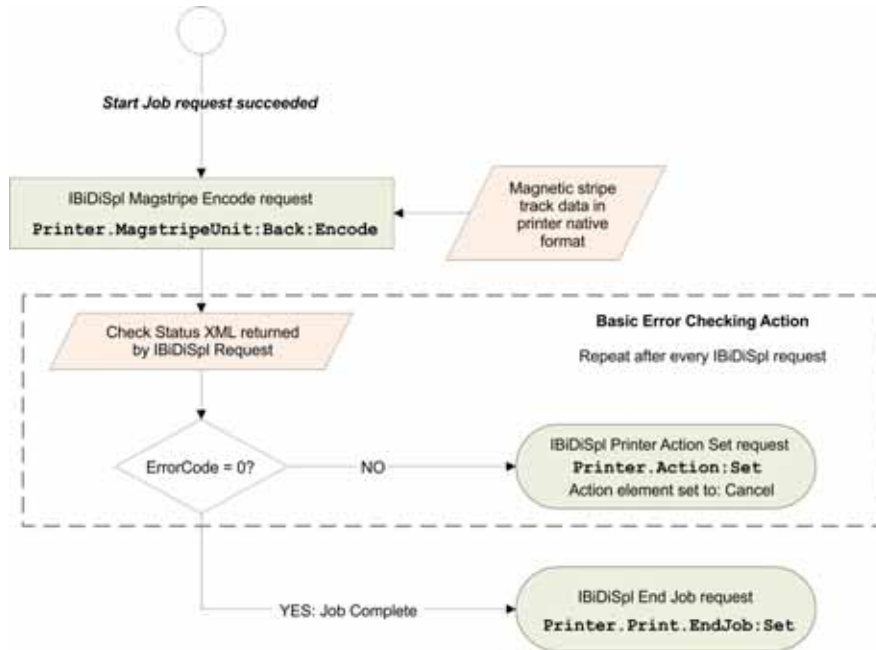 Start Job request succeeded
IBiDiSpl Magstripe Encode request
Printer.MagstripeUnit:Back:Encode
Magnetic stripe
track data in
printer native
format
Check Status XML returned
by IBiDiSpl Request
Basic Error Checking Action
Repeat after every IBiDiSpl request
ErrorCode = 0?
NO
IBiDiSpl Printer Action Set request
Printer.Action:Set
Action element set to: Cancel
YES: Job Complete
IBiDiSpl End Job request
Printer.Print.EndJob:Set